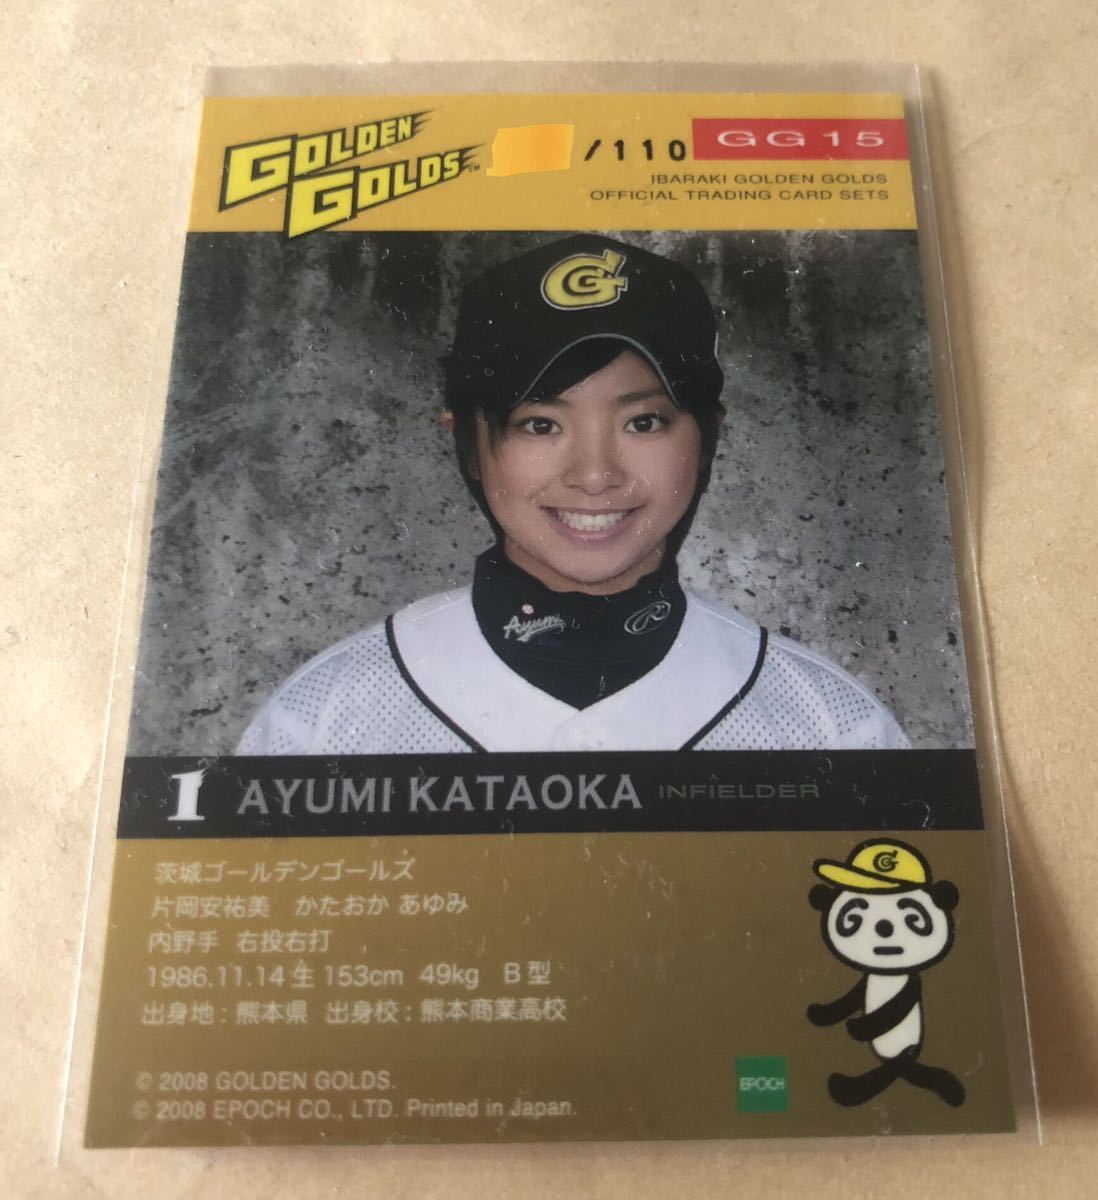 GOLDEN
GOLDS™
/110
GG15
IBARAKI GOLDEN GOLDS
OFFICIAL TRADING CARD SETS
G
Ayumi
R
1 AYUMI KATAOKA INFIELDER
茨城ゴールデンゴールズ
片岡安祐美 かたおか あゆみ
内野手 右投右打
1986.11.14生 153cm 49kg B型
出身地：熊本県 出身校：熊本商業高校
© 2008 GOLDEN GOLDS.
© 2008 EPOCH CO., LTD. Printed in Japan.
EPOCH
G